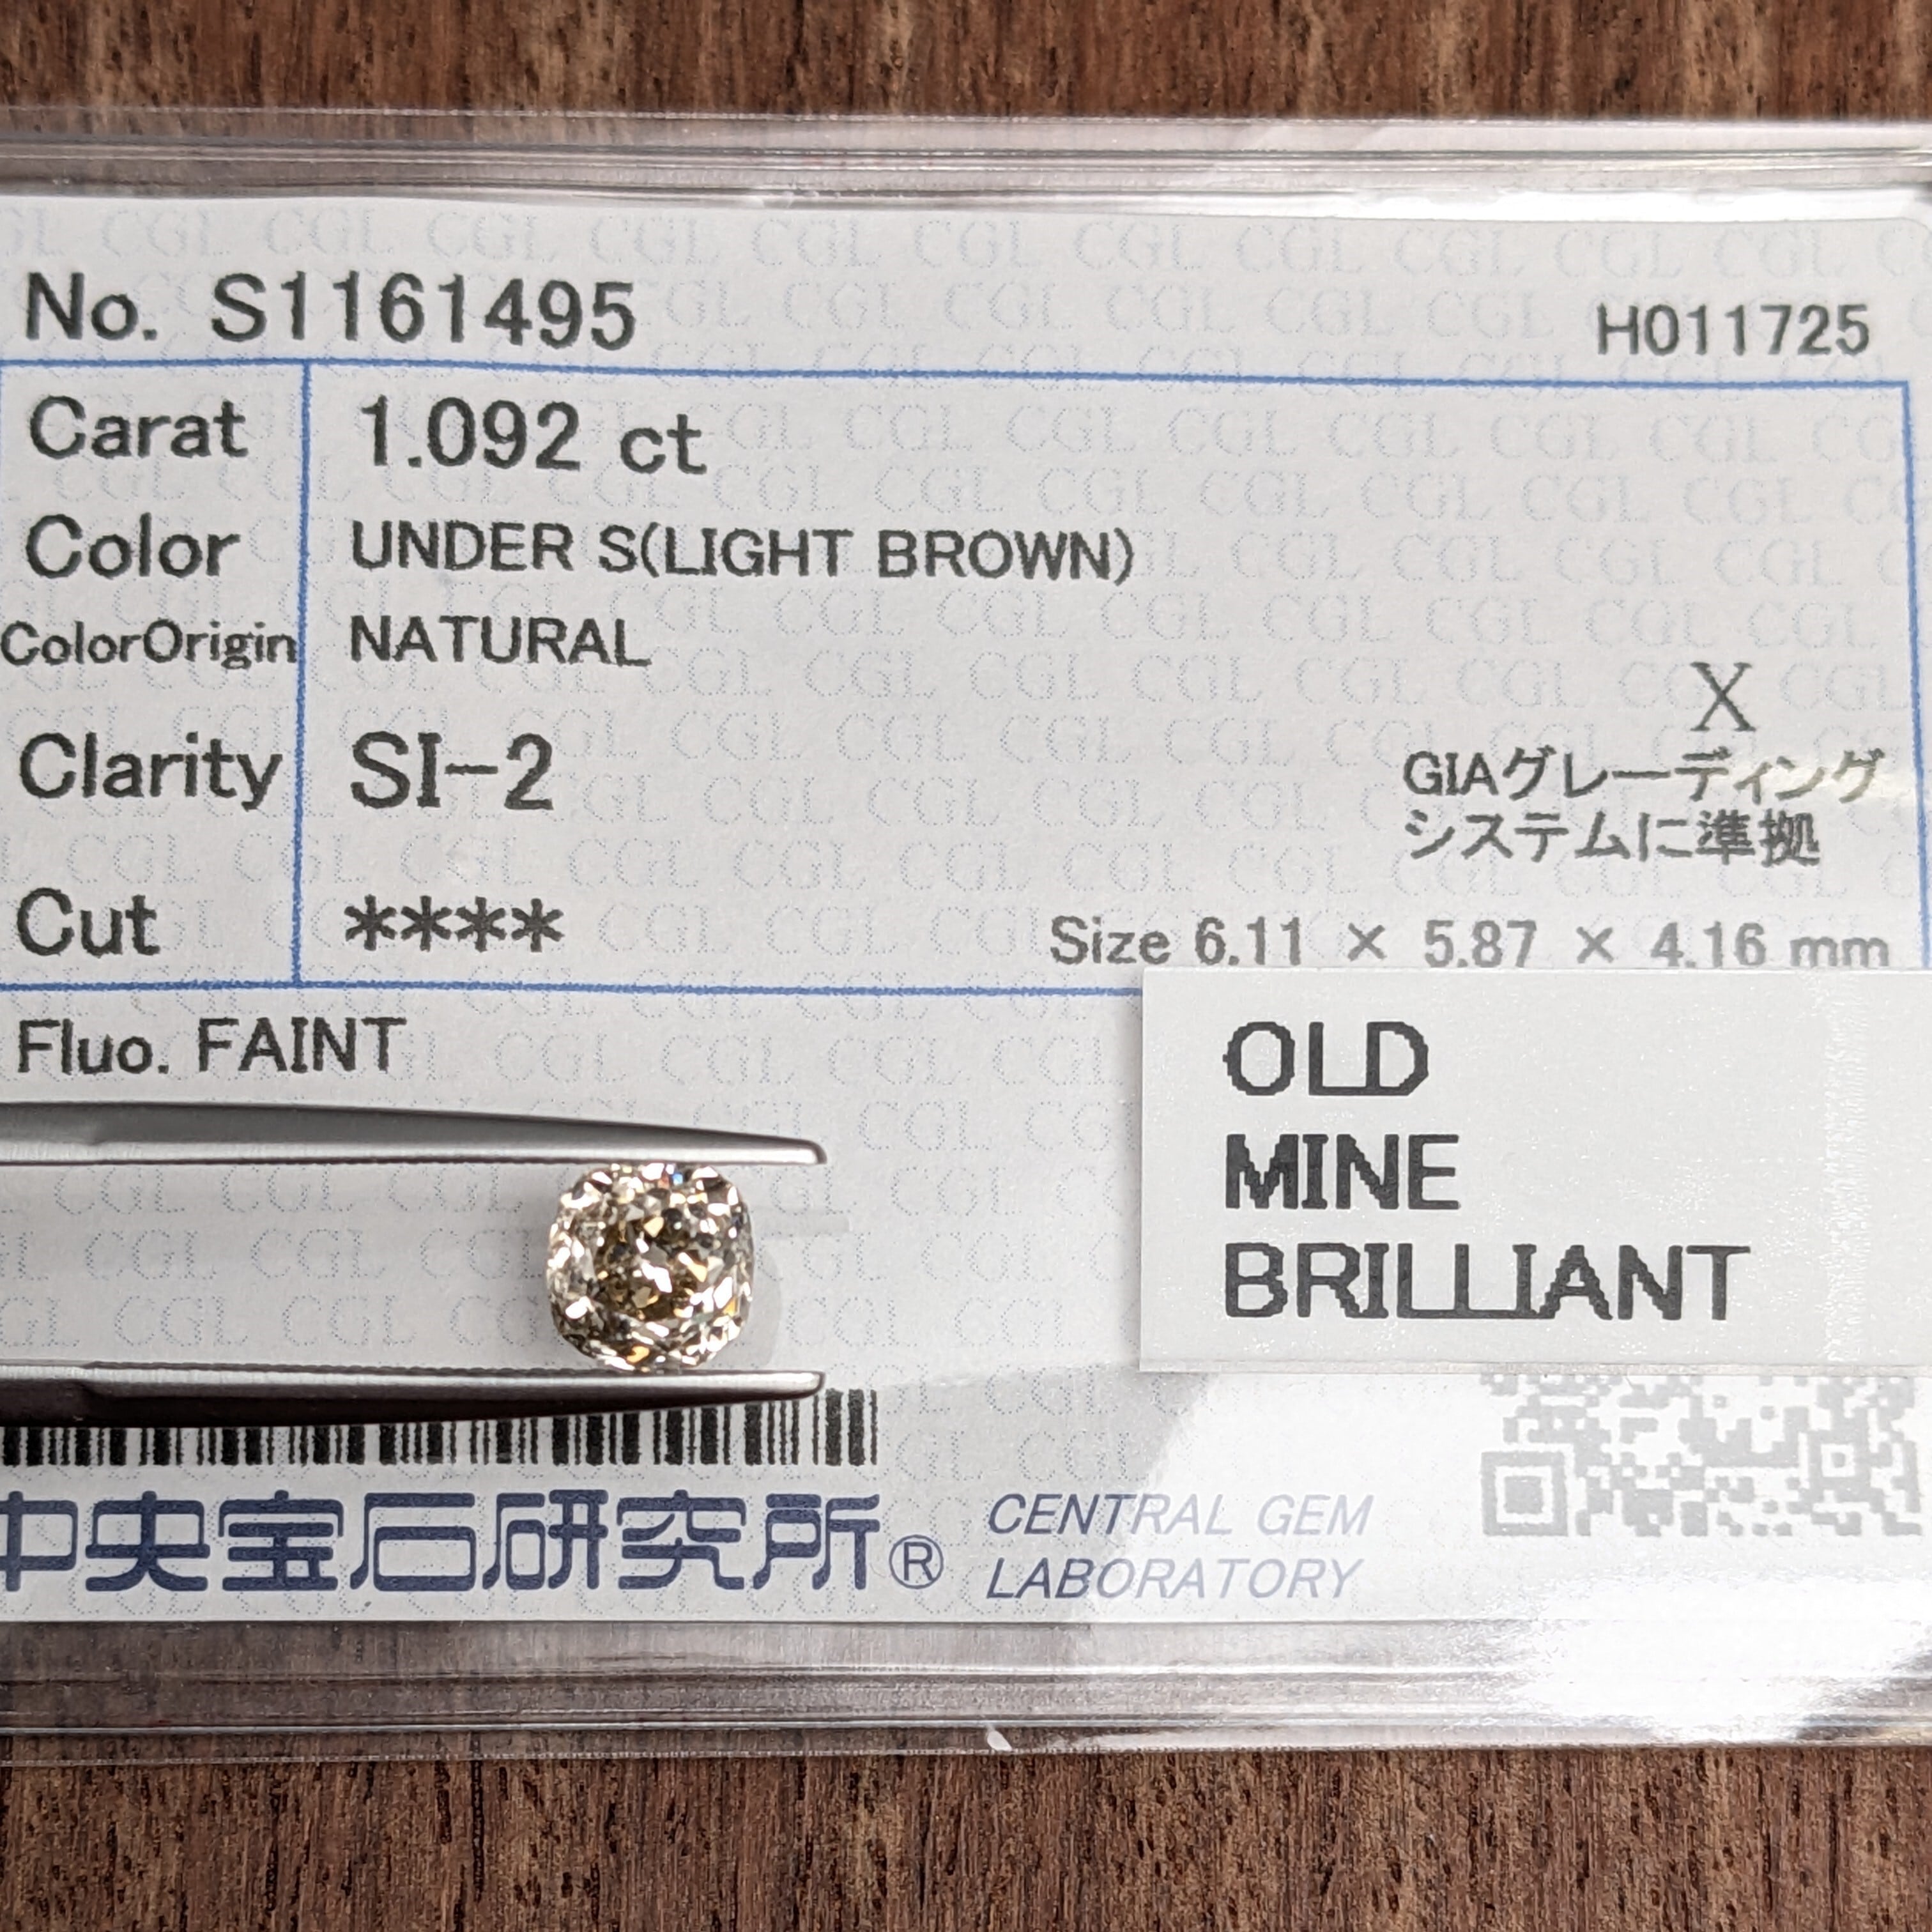 No. S1161495
H011725
Carat 1.092 ct
Color UNDER S(LIGHT BROWN)
ColorOrigin NATURAL
Clarity SI-2
X
GIAグレーディング
システムに準拠
Cut ****
Size 6.11 × 5.87 × 4.16 mm
Fluo. FAINT
OLD
MINE
BRILLIANT
中央宝石研究所®
CENTRAL GEM
LABORATORY